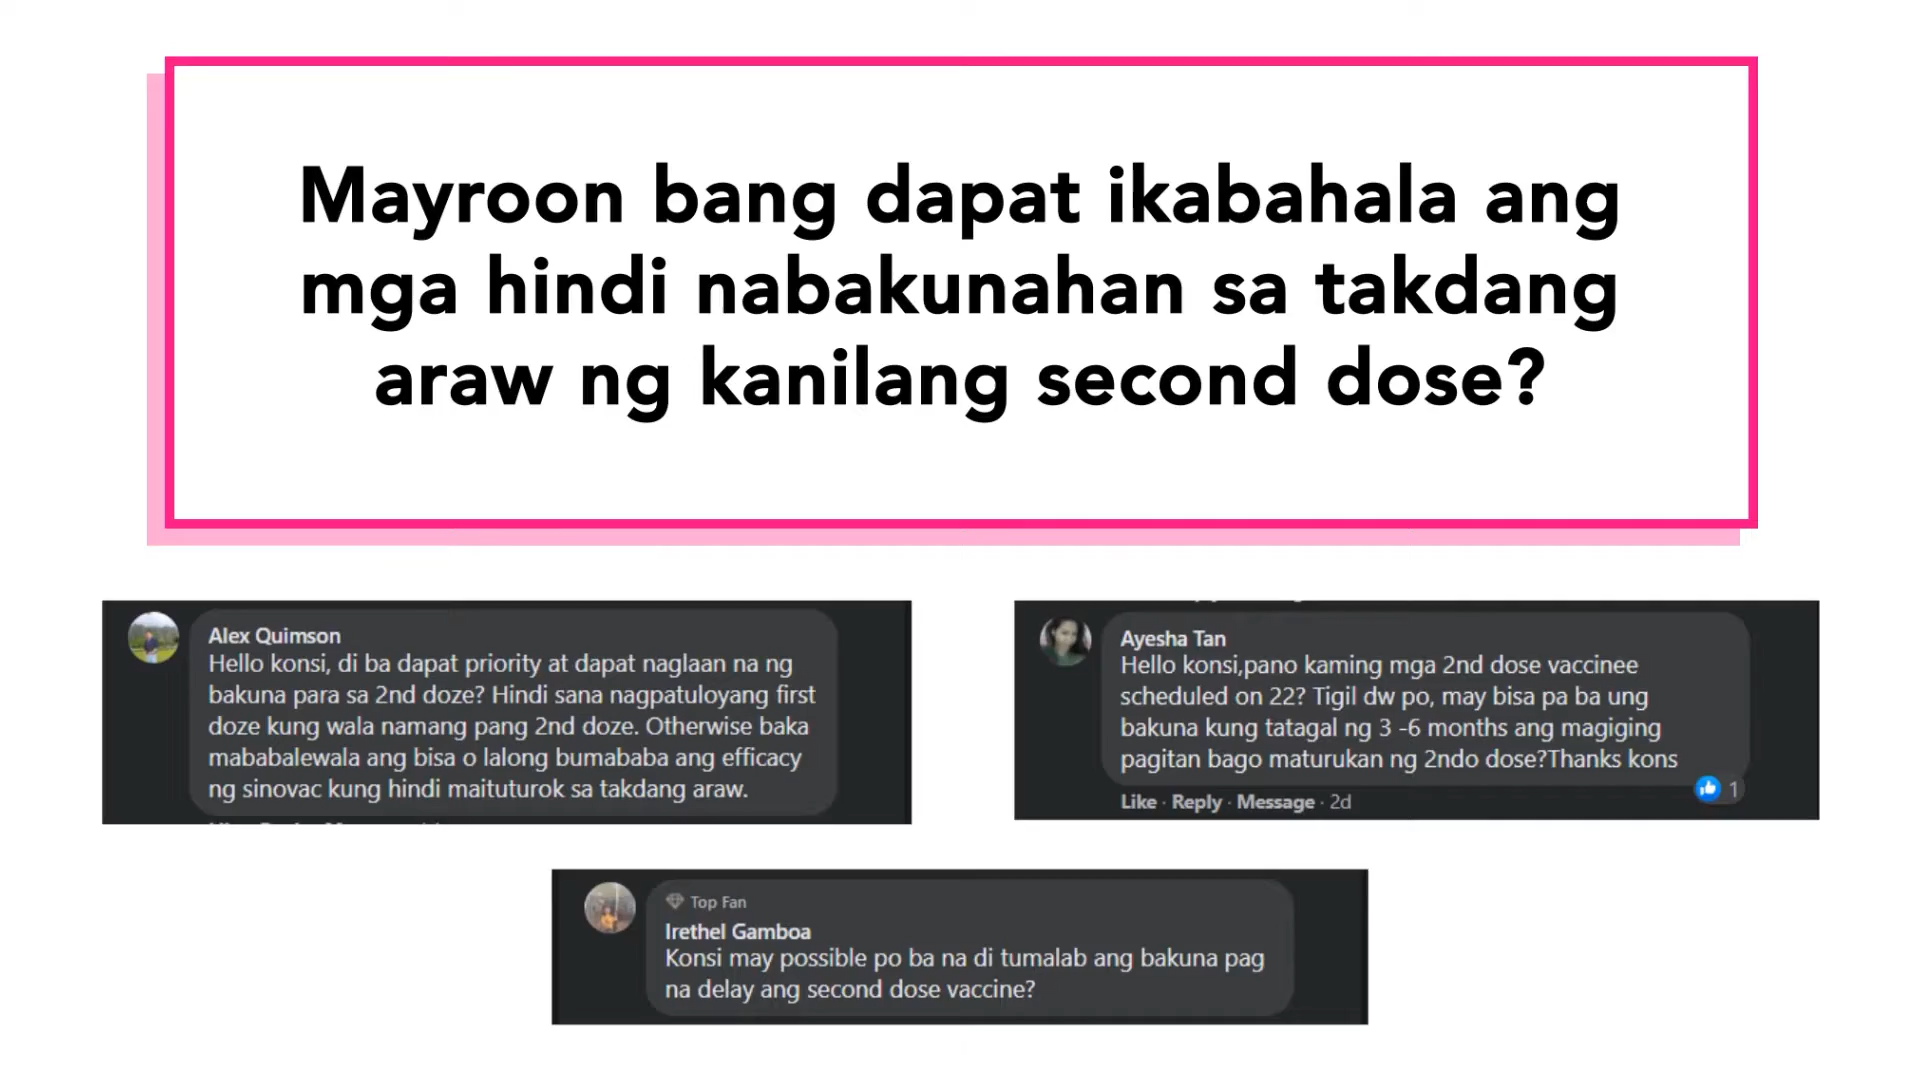 Mayroon bang dapat ikabahala ang
mga hindi nabakunahan sa takdang
araw ng kanilang second dose?
Alex Quimson
Hello konsi, di ba dapat priority at dapat naglaan na ng
bakuna para sa 2nd doze? Hindi sana nagpatuloyang first
doze kung wala namang pang 2nd doze. Otherwise baka
mababalewala ang bisa o lalong bumababa ang efficacy
ng sinovac kung hindi maituturok sa takdang araw.
Ayesha Tan
Hello konsi,pano kaming mga 2nd dose vaccinee
scheduled on 22? Tigil dw po, may bisa pa ba ung
bakuna kung tatagal ng 3 -6 months ang magiging
pagitan bago maturukan ng 2ndo dose?Thanks kons
1
Like · Reply · Message · 2d
Top Fan
Irethel Gamboa
Konsi may possible po ba na di tumalab ang bakuna pag
na delay ang second dose vaccine?